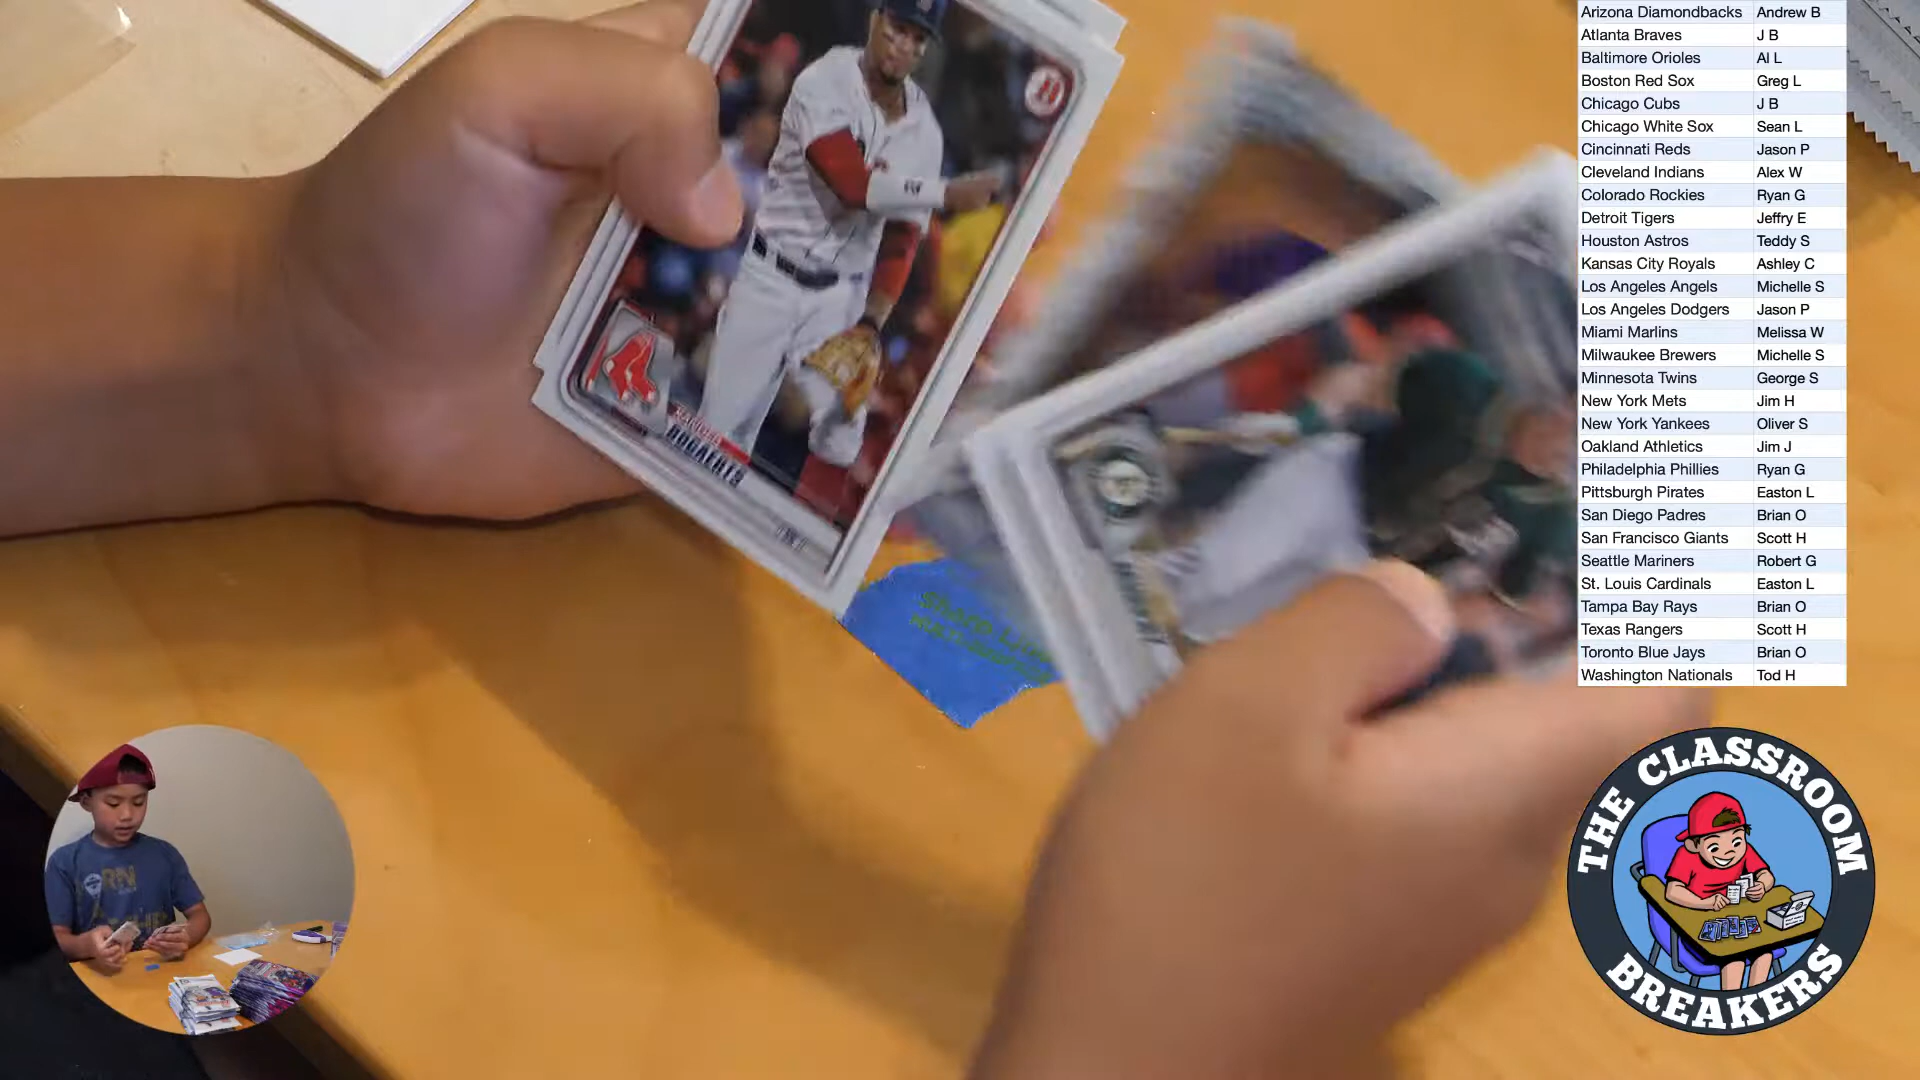 Arizona Diamondbacks Andrew B
Atlanta Braves J B
Baltimore Orioles Al L
Boston Red Sox Greg L
Chicago Cubs J B
Chicago White Sox Sean L
Cincinnati Reds Jason P
Cleveland Indians Alex W
Colorado Rockies Ryan G
Detroit Tigers Jeffry E
Houston Astros Teddy S
Kansas City Royals Ashley C
Los Angeles Angels Michelle S
Los Angeles Dodgers Jason P
Miami Marlins Melissa W
Milwaukee Brewers Michelle S
Minnesota Twins George S
New York Mets Jim H
New York Yankees Oliver S
Oakland Athletics Jim J
Philadelphia Phillies Ryan G
Pittsburgh Pirates Easton L
San Diego Padres Brian O
San Francisco Giants Scott H
Seattle Mariners Robert G
St. Louis Cardinals Easton L
Tampa Bay Rays Brian O
Texas Rangers Scott H
Toronto Blue Jays Brian O
Washington Nationals Tod H
BOGAERTS
THE CLASSROOM
BREAKERS